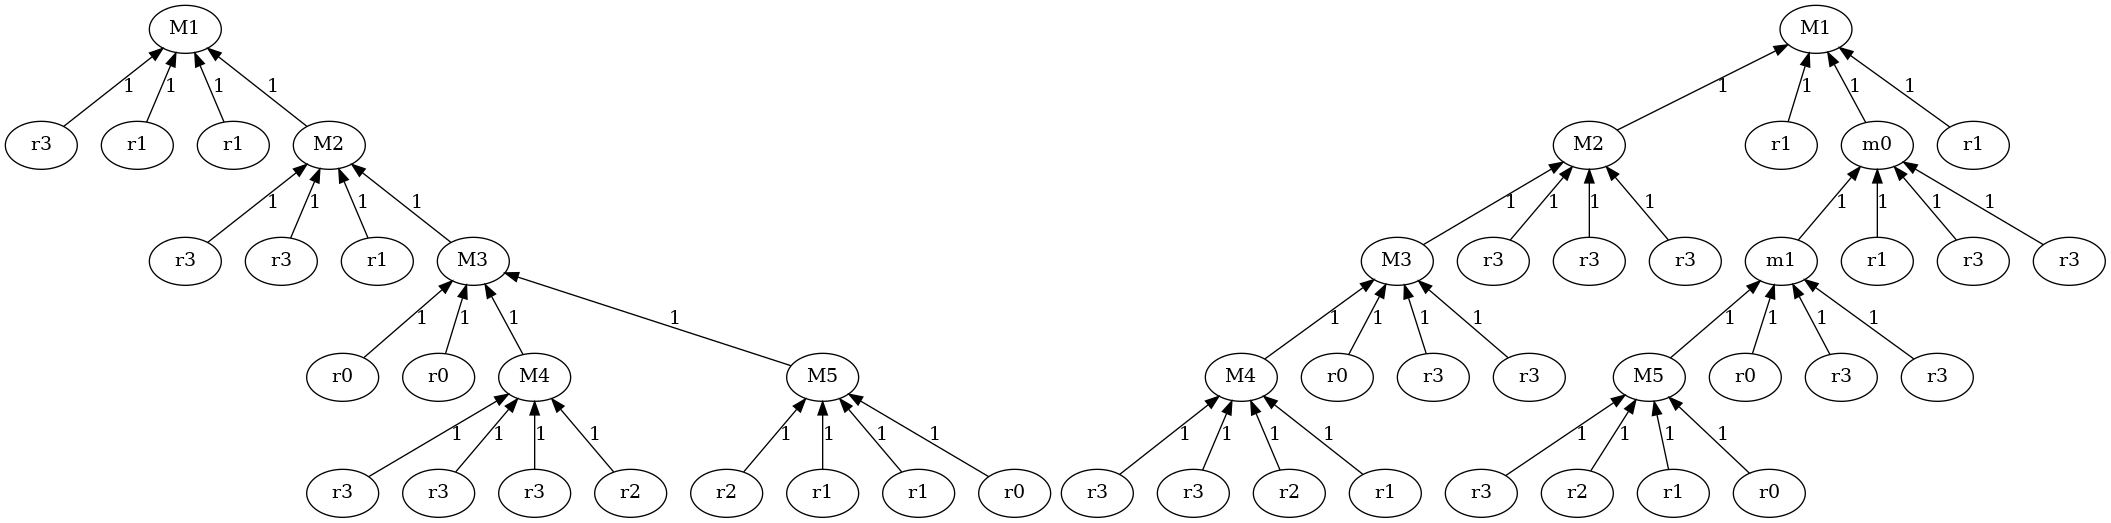 M1 M1
1 1 1 1 1 1 1 1
r3 r1 r1 M2 M2 r1 m0 r1
1 1 1 1 1 1 1 1 1 1 1 1
r3 r3 r1 M3 M3 r3 r3 r3 m1 r1 r3 r3
1 1 1 1 1 1 1 1 1 1 1 1
r0 r0 M4 M5 M4 r0 r3 r3 M5 r0 r3 r3
1 1 1 1 1 1 1 1 1 1 1 1 1 1 1 1
r3 r3 r3 r2 r2 r1 r1 r0 r3 r3 r2 r1 r3 r2 r1 r0